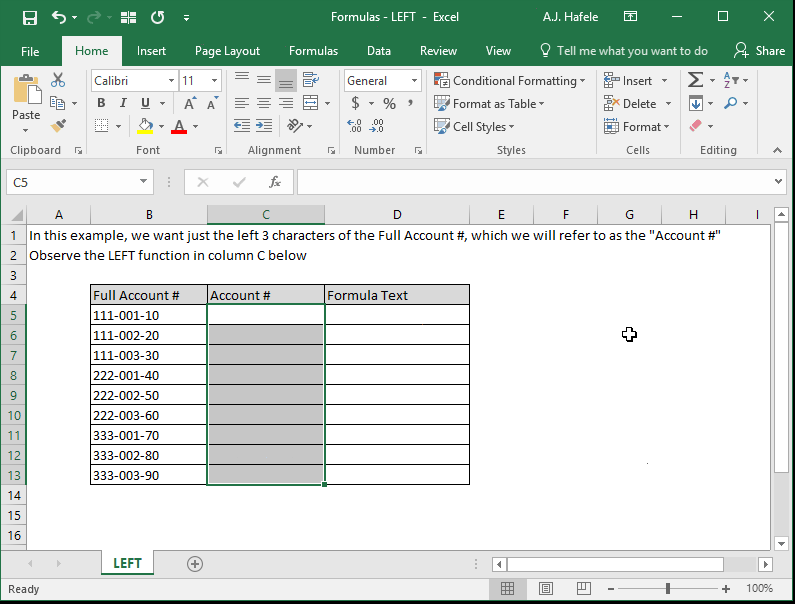 Formulas - LEFT - Excel
A.J. Hafele
File Home Insert Page Layout Formulas Data Review View Tell me what you want to do Share
Paste
Calibri 11
B I U
A A
A
General
$ % ,
.00 .0
Conditional Formatting
Format as Table
Cell Styles
Insert
Delete
Format
Clipboard Font Alignment Number Styles Cells Editing
C5 fx
A B C D E F G H I
1 In this example, we want just the left 3 characters of the Full Account #, which we will refer to as the "Account #"
2 Observe the LEFT function in column C below
3
4 Full Account # Account # Formula Text
5 111-001-10
6 111-002-20
7 111-003-30
8 222-001-40
9 222-002-50
10 222-003-60
11 333-001-70
12 333-002-80
13 333-003-90
14
15
16
LEFT
Ready 100%